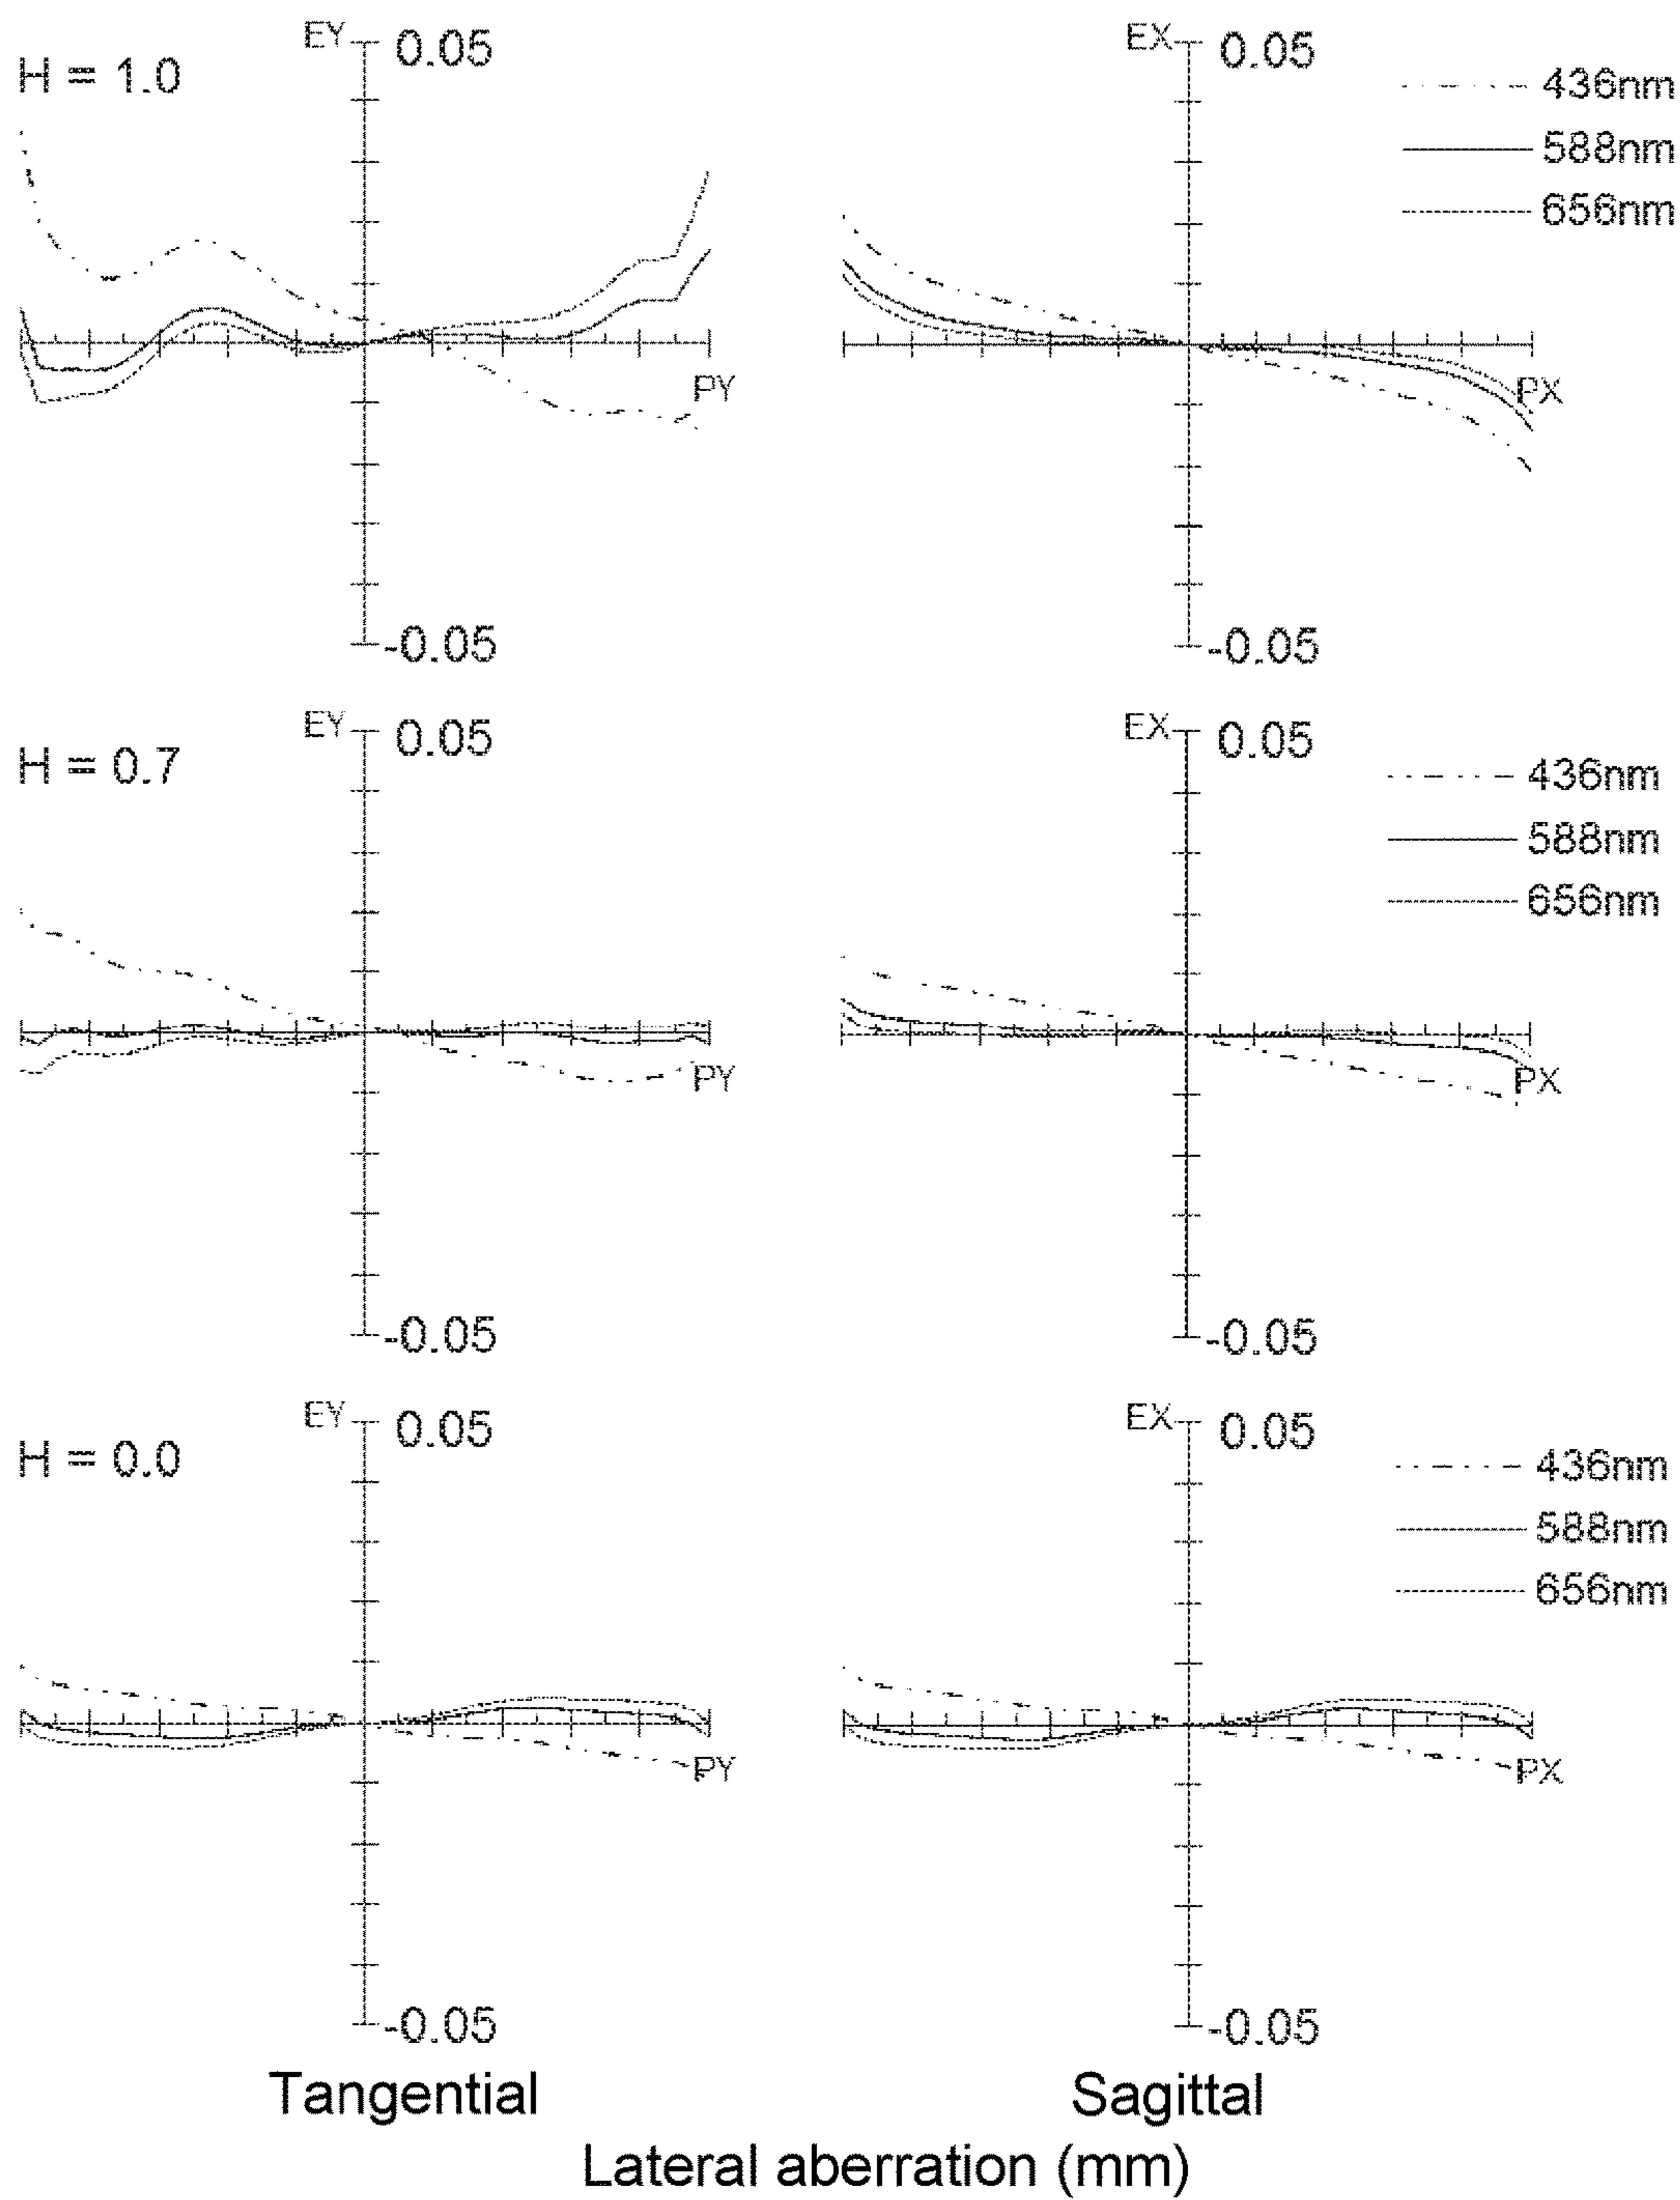 EY 0.05 EX 0.05
H = 1.0
436nm
588nm
656nm
PY PX
-0.05 -0.05
EY 0.05 EX 0.05
H = 0.7
436nm
588nm
656nm
PY PX
-0.05 -0.05
EY 0.05 EX 0.05
H = 0.0
436nm
588nm
656nm
PY PX
-0.05 -0.05
Tangential Sagittal
Lateral aberration (mm)